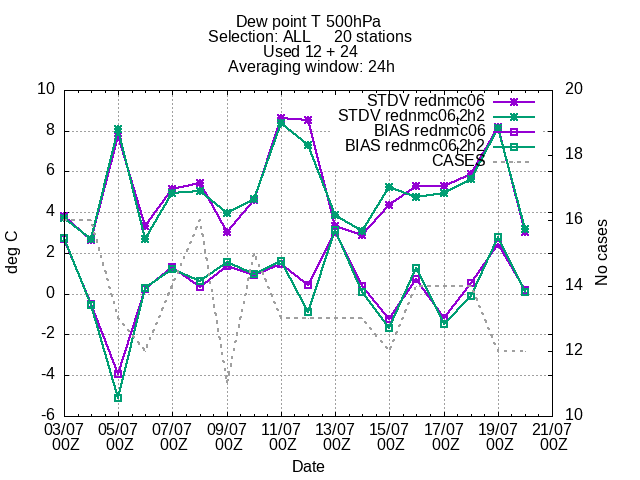 Dew point T 500hPa
Selection: ALL 20 stations
Used 12 + 24
Averaging window: 24h
STDV rednmc06
STDV rednmc06_t2h2
BIAS rednmc06
BIAS rednmc06_t2h2
CASES
10
8
6
4
2
0
-2
-4
-6
deg C
20
18
16
14
12
10
No cases
03/07 05/07 07/07 09/07 11/07 13/07 15/07 17/07 19/07 21/07
00Z 00Z 00Z 00Z 00Z 00Z 00Z 00Z 00Z 00Z
Date